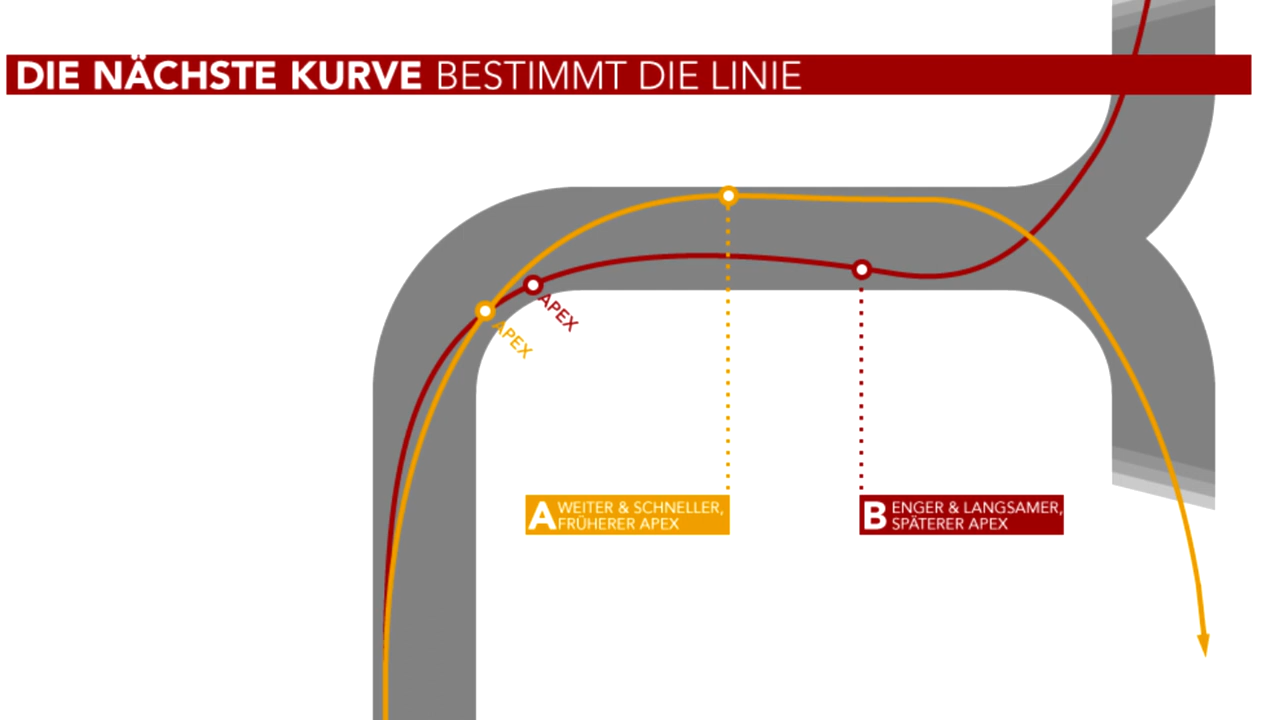 DIE NÄCHSTE KURVE BESTIMMT DIE LINIE
APEX
APEX
A WEITER & SCHNELLER,
FRÜHERER APEX
B ENGER & LANGSAMER,
SPÄTERER APEX